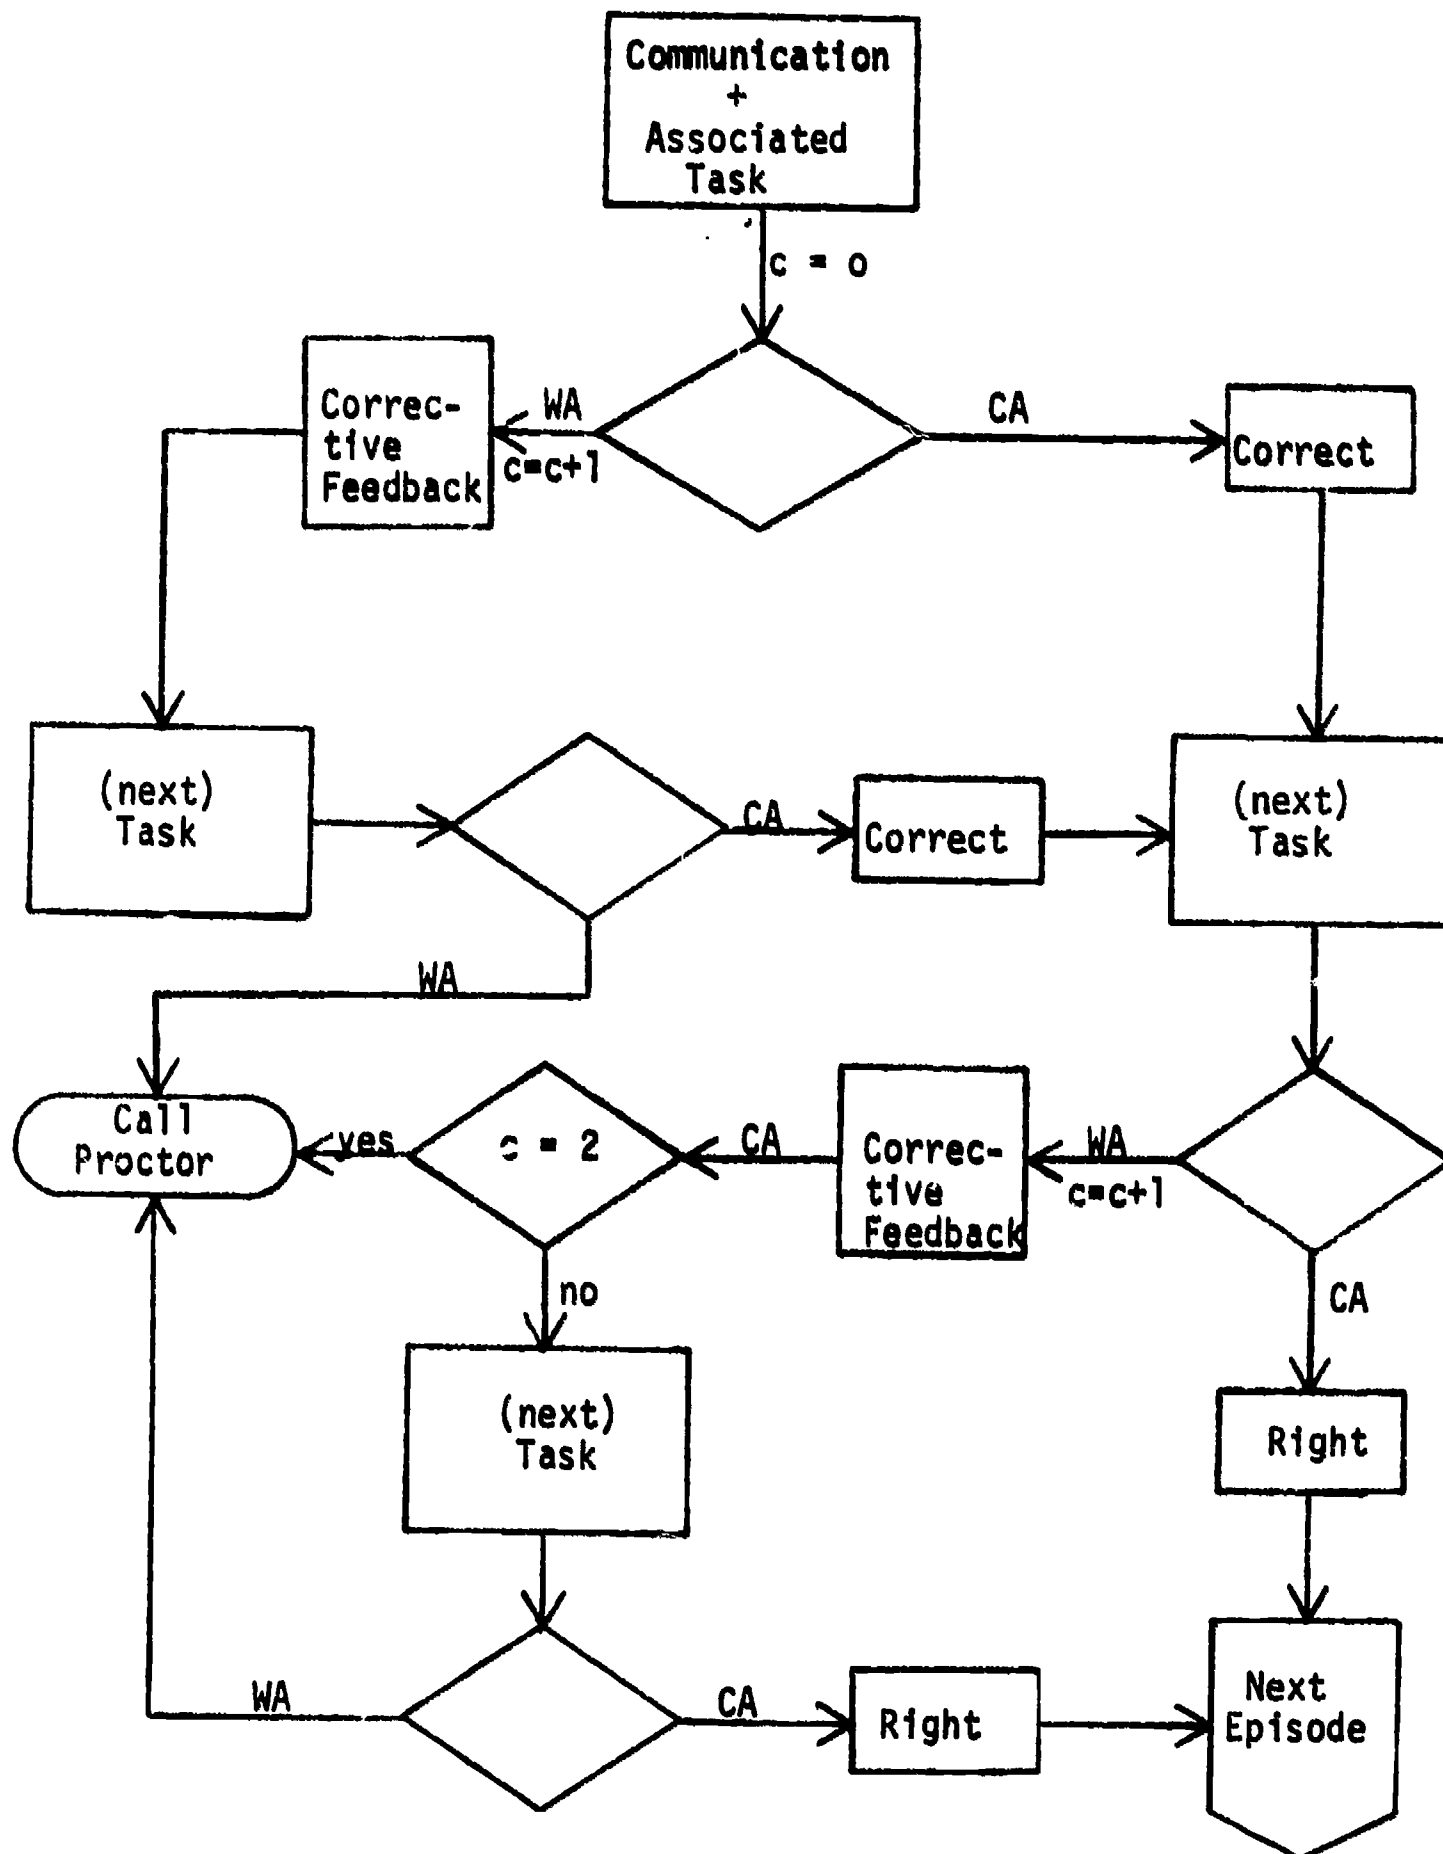 Communication
+
Associated
Task
c = o
WA
c=c+1
Correc-
tive
Feedback
CA
Correct
(next)
Task
CA
Correct
(next)
Task
WA
Call
Proctor
yes
c = 2
CA
Correc-
tive
Feedback
WA
c=c+1
CA
no
(next)
Task
Right
WA
CA
Right
Next
Episode